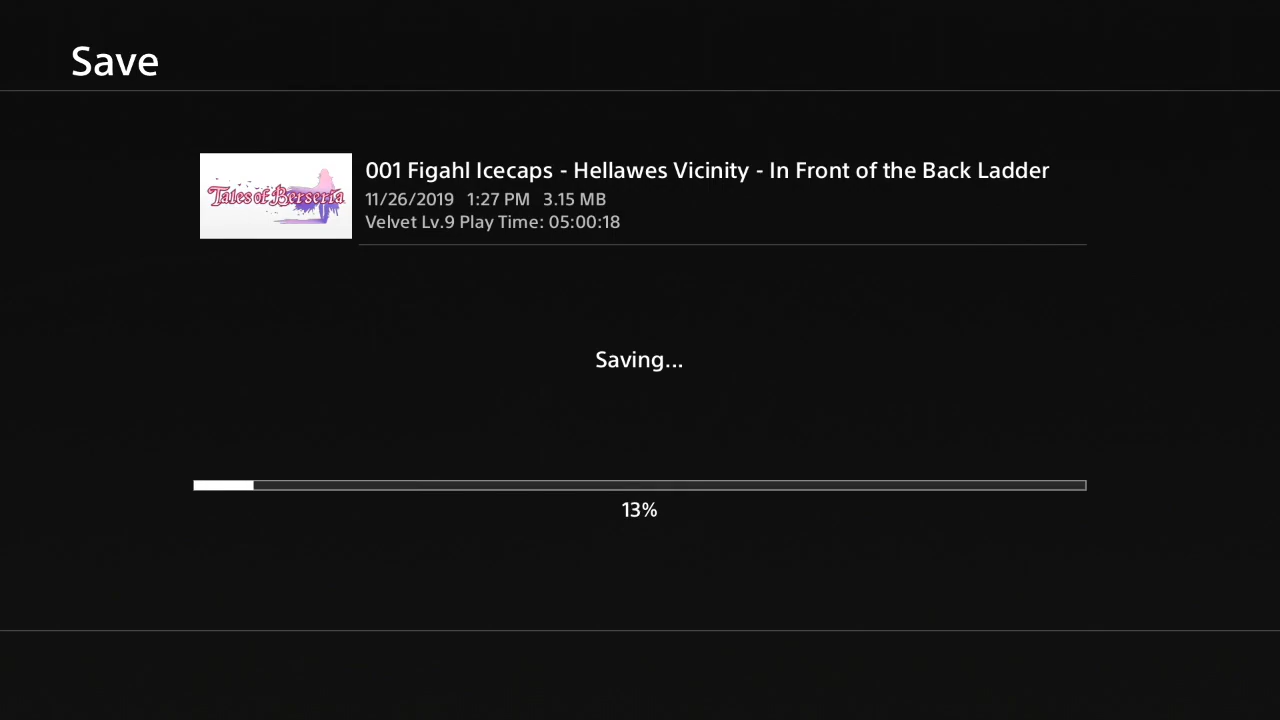 Save
Tales of Berseria
001 Figahl Icecaps - Hellawes Vicinity - In Front of the Back Ladder
11/26/2019 1:27 PM 3.15 MB
Velvet Lv.9 Play Time: 05:00:18
Saving...
13%